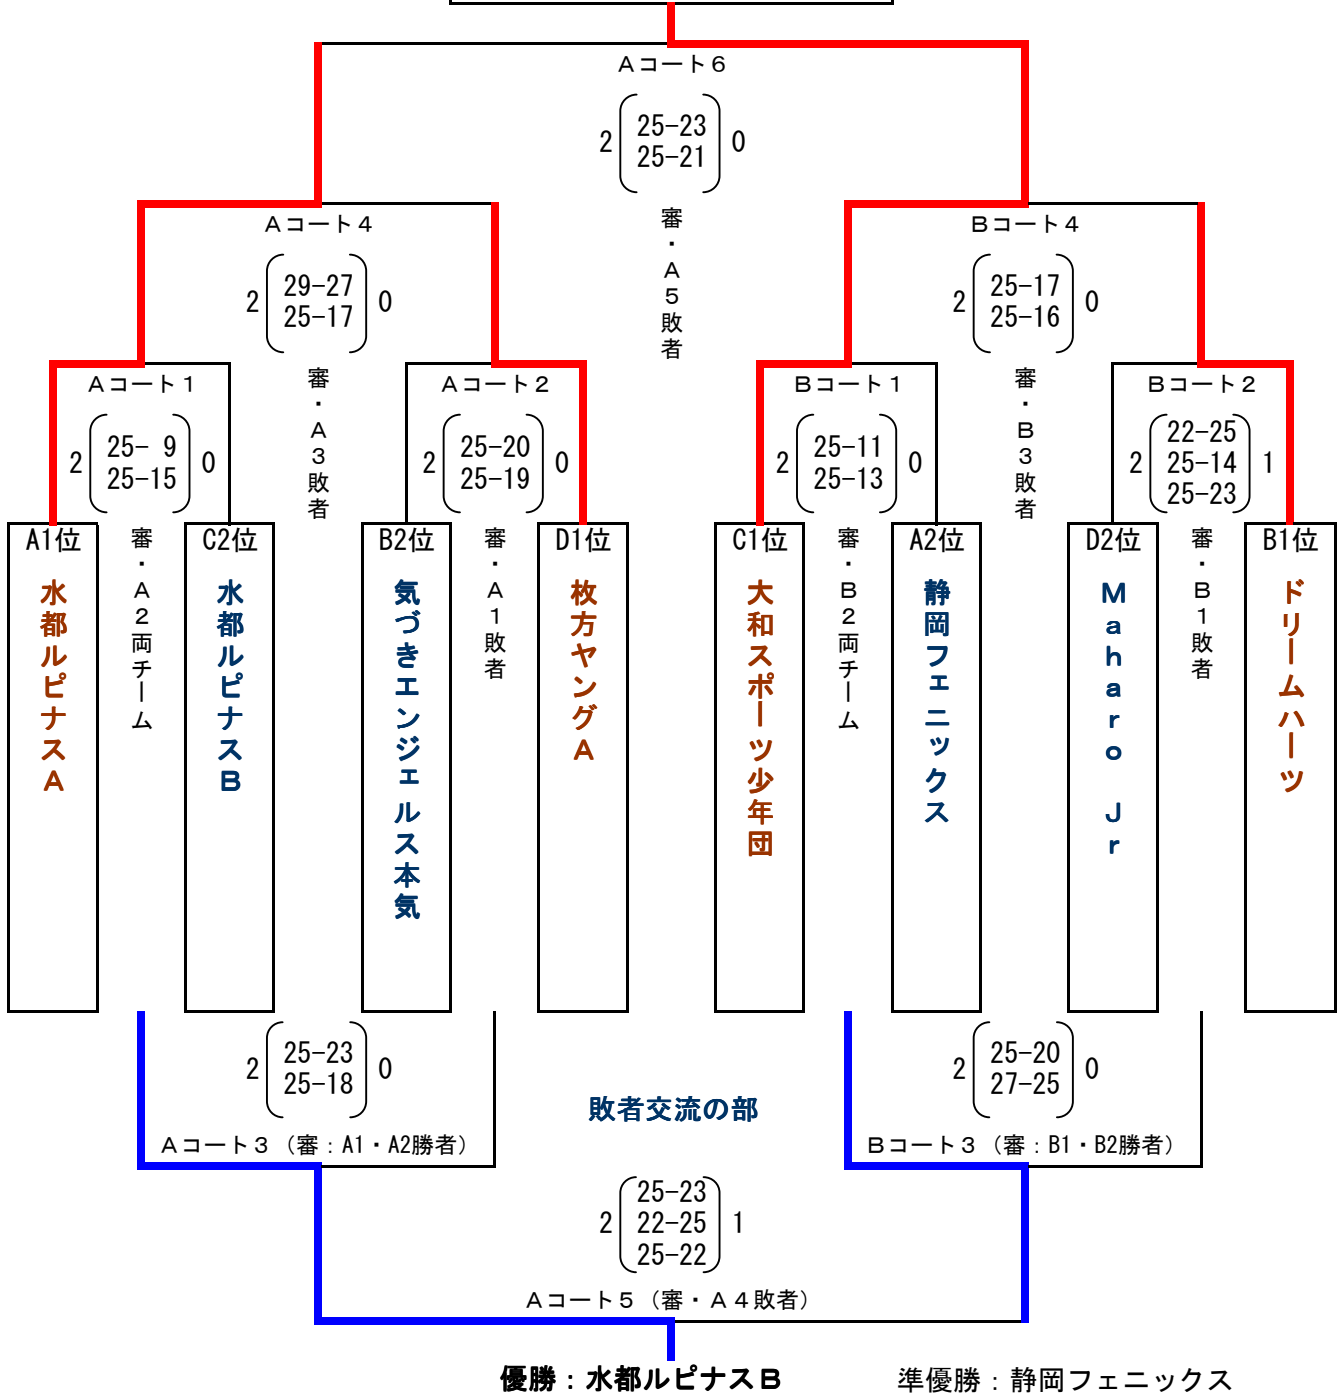 Aコート6
2 25-23 0
25-21
審・A5敗者
Aコート4
2 29-27 0
25-17
審・A3敗者
Bコート4
2 25-17 0
25-16
審・B3敗者
Aコート1
2 25- 9 0
25-15
審・A2両チーム
Aコート2
2 25-20 0
25-19
審・A1敗者
Bコート1
2 25-11 0
25-13
審・B2両チーム
Bコート2
22-25
2 25-14 1
25-23
審・B1敗者
A1位
水都ルピナスA
C2位
水都ルピナスB
B2位
気づきエンジェルス本気
D1位
枚方ヤングA
C1位
大和スポーツ少年団
A2位
静岡フェニックス
D2位
Maharo Jr
B1位
ドリームハーツ
2 25-23 0
25-18
Aコート3(審:A1・A2勝者)
2 25-20 0
27-25
Bコート3(審:B1・B2勝者)
敗者交流の部
25-23
2 22-25 1
25-22
Aコート5(審・A4敗者)
優勝:水都ルピナスB 準優勝:静岡フェニックス